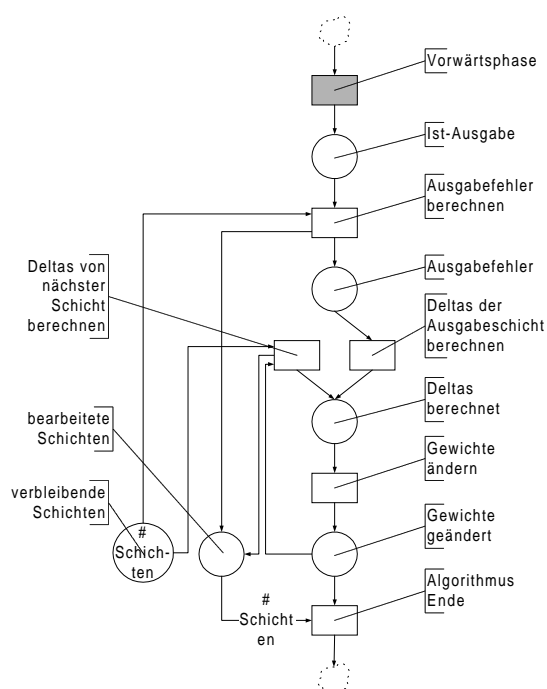 Vorwärtsphase
Ist-Ausgabe
Ausgabefehler
berechnen
Deltas von
nächster
Schicht
berechnen
Ausgabefehler
Deltas der
Ausgabeschicht
berechnen
bearbeitete
Schichten
Deltas
berechnet
Gewichte
ändern
verbleibende
Schichten
#
Schich-
ten
Gewichte
geändert
#
Schicht
en
Algorithmus
Ende